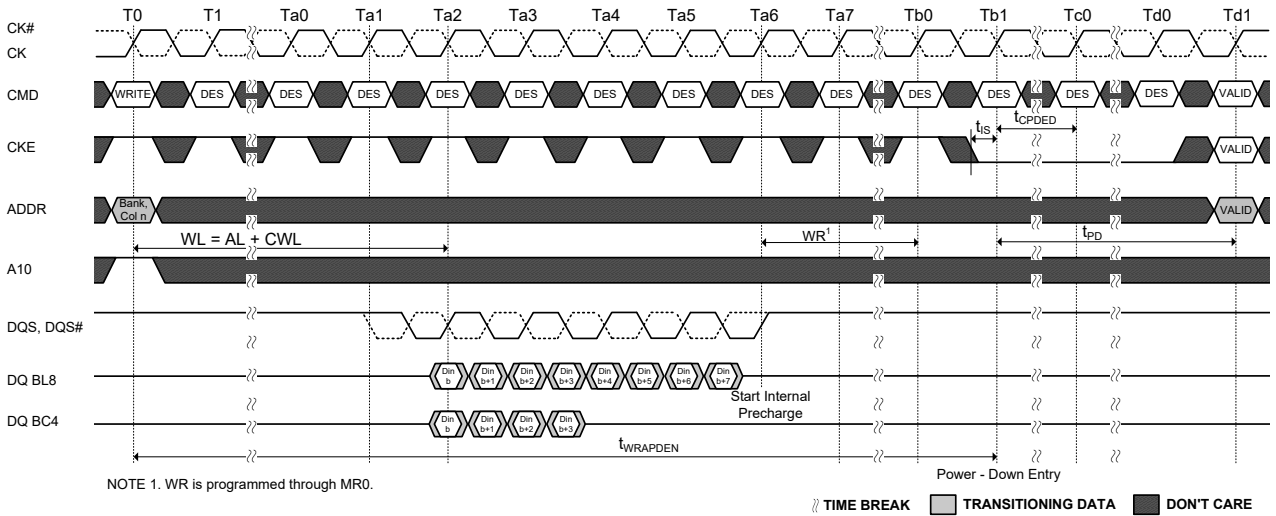 T0 T1 Ta0 Ta1 Ta2 Ta3 Ta4 Ta5 Ta6 Ta7 Tb0 Tb1 Tc0 Td0 Td1
CK#
CK
CMD WRITE DES DES DES DES DES DES DES DES DES DES DES DES DES VALID
tIS tCPDED
CKE VALID
ADDR Bank, Col n VALID
WL = AL + CWL WR1 tPD
A10
DQS, DQS#
DQ BL8 Din b Din b+1 Din b+2 Din b+3 Din b+4 Din b+5 Din b+6 Din b+7
Start Internal
Precharge
DQ BC4 Din b Din b+1 Din b+2 Din b+3
tWRAPDEN
Power - Down Entry
NOTE 1. WR is programmed through MR0.
TIME BREAK TRANSITIONING DATA DON'T CARE